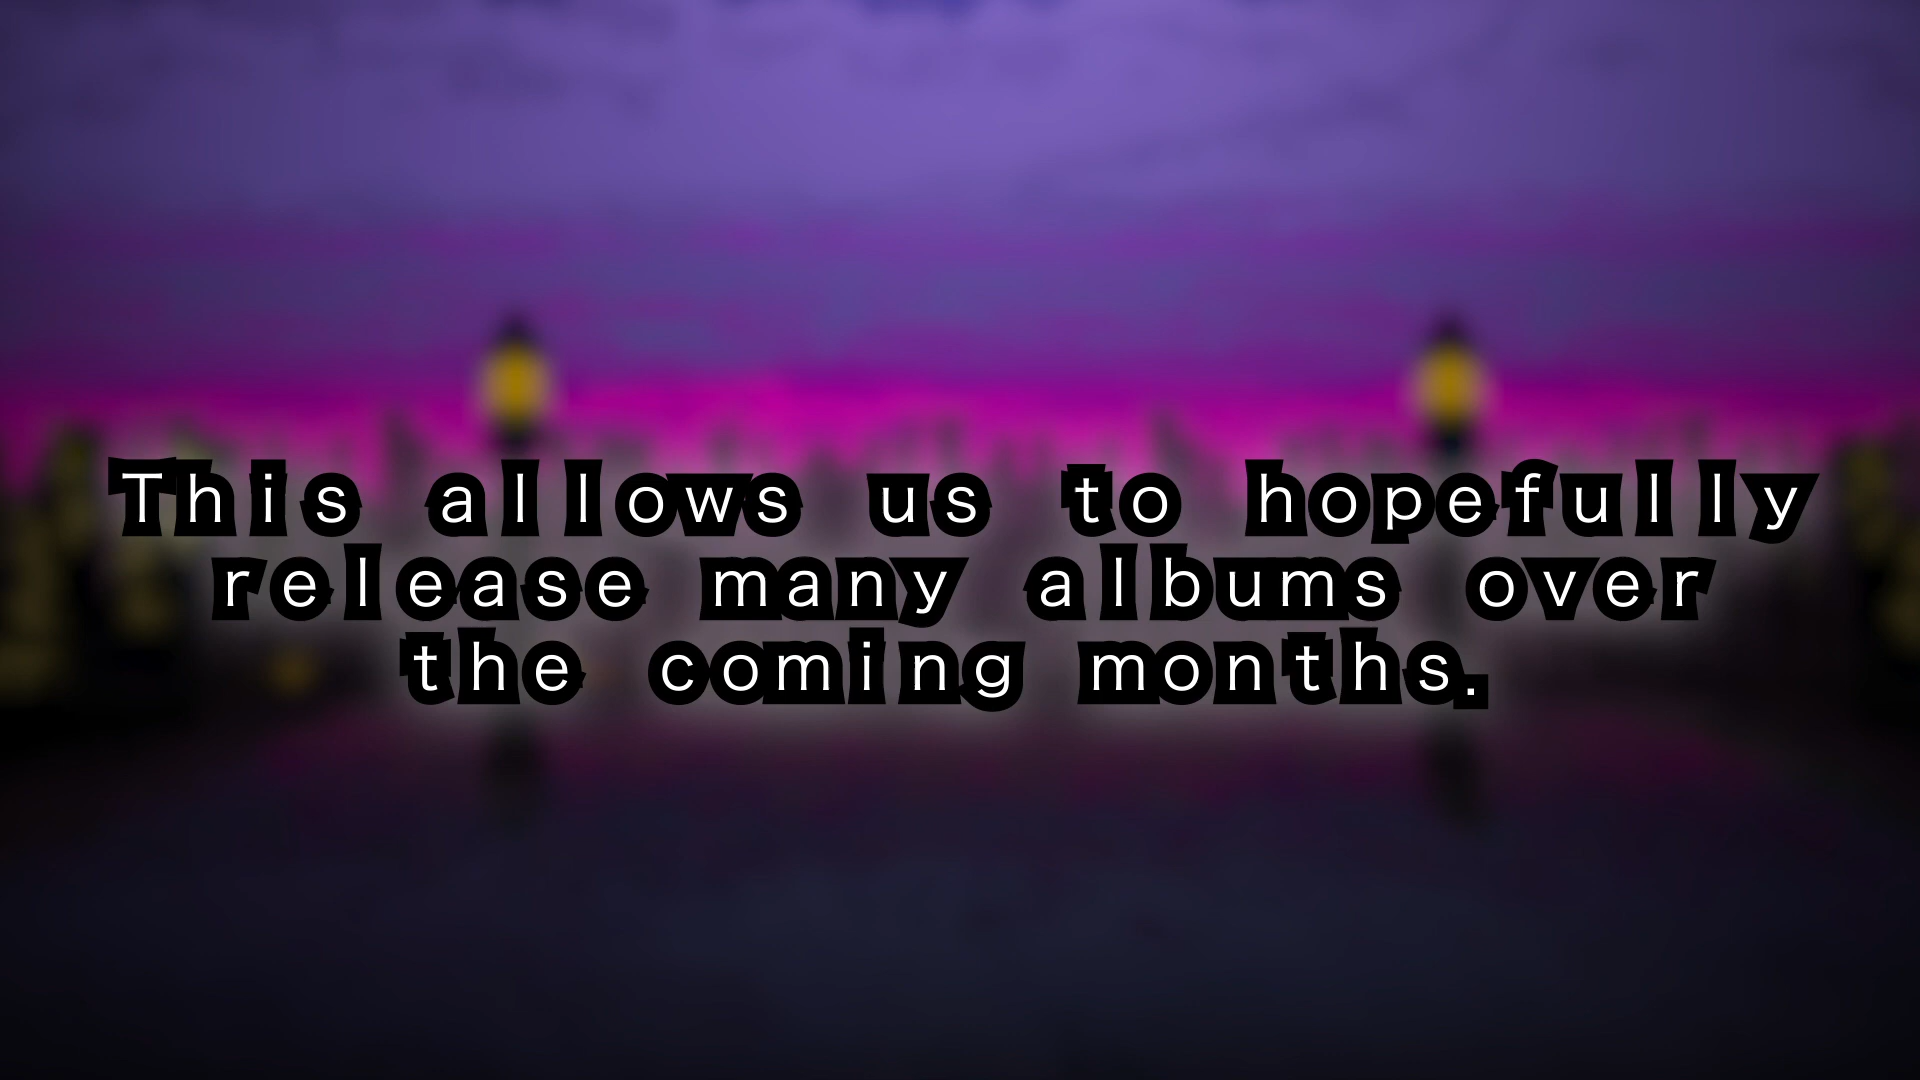 This allows us to hopefully
release many albums over
the coming months.